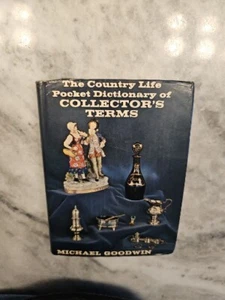 The Country Life
Pocket Dictionary of
COLLECTOR'S
TERMS
MICHAEL GOODWIN